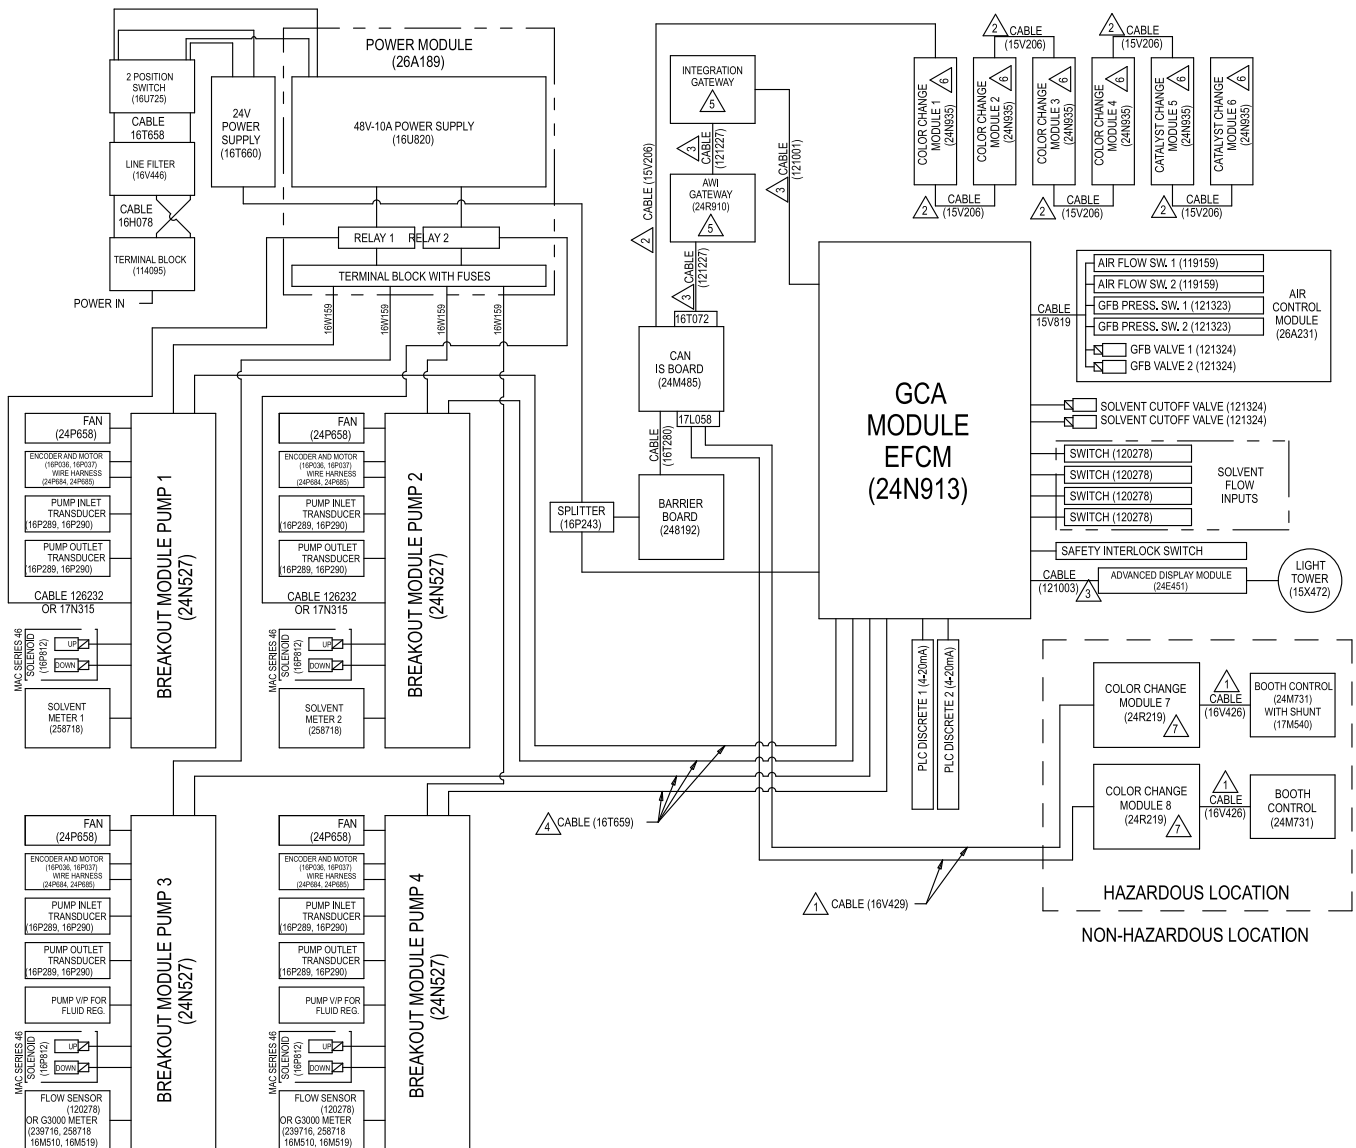 POWER MODULE
(26A189)
2 POSITION
SWITCH
(16U725)
CABLE
16T658
LINE FILTER
(16V446)
CABLE
16H078
TERMINAL BLOCK
(114095)
POWER IN
24V
POWER
SUPPLY
(16T660)
48V-10A POWER SUPPLY
(16U820)
RELAY 1
RELAY 2
TERMINAL BLOCK WITH FUSES
16W159
16W159
16W159
16W159
INTEGRATION
GATEWAY
5
3
CABLE
(121227)
AWI
GATEWAY
(24R910)
5
3
CABLE
(121227)
3
CABLE
(121001)
2
CABLE (15V206)
16T072
CAN
IS BOARD
(24M485)
17L058
CABLE
(16T280)
BARRIER
BOARD
(248192)
SPLITTER
(16P243)
2
CABLE
(15V206)
2
CABLE
(15V206)
COLOR CHANGE
MODULE 1
(24N935)
6
COLOR CHANGE
MODULE 2
(24N935)
6
COLOR CHANGE
MODULE 3
(24N935)
6
COLOR CHANGE
MODULE 4
(24N935)
6
CATALYST CHANGE
MODULE 5
(24N935)
6
CATALYST CHANGE
MODULE 6
(24N935)
6
2
CABLE
(15V206)
2
CABLE
(15V206)
2
CABLE
(15V206)
GCA
MODULE
EFCM
(24N913)
CABLE
15V819
AIR FLOW SW. 1 (119159)
AIR FLOW SW. 2 (119159)
GFB PRESS. SW. 1 (121323)
GFB PRESS. SW. 2 (121323)
GFB VALVE 1 (121324)
GFB VALVE 2 (121324)
AIR
CONTROL
MODULE
(26A231)
SOLVENT CUTOFF VALVE (121324)
SOLVENT CUTOFF VALVE (121324)
SWITCH (120278)
SWITCH (120278)
SWITCH (120278)
SWITCH (120278)
SOLVENT
FLOW
INPUTS
SAFETY INTERLOCK SWITCH
CABLE
(121003)
3
ADVANCED DISPLAY MODULE
(24E451)
LIGHT
TOWER
(15X472)
PLC DISCRETE 1 (4-20mA)
PLC DISCRETE 2 (4-20mA)
COLOR CHANGE
MODULE 7
(24R219)
7
1
CABLE
(16V426)
BOOTH CONTROL
(24M731)
WITH SHUNT
(17M540)
COLOR CHANGE
MODULE 8
(24R219)
7
1
CABLE
(16V426)
BOOTH
CONTROL
(24M731)
HAZARDOUS LOCATION
NON-HAZARDOUS LOCATION
4
CABLE (16T659)
1
CABLE (16V429)
FAN
(24P658)
ENCODER AND MOTOR
(16P036, 16P037)
WIRE HARNESS
(24P684, 24P685)
PUMP INLET
TRANSDUCER
(16P289, 16P290)
PUMP OUTLET
TRANSDUCER
(16P289, 16P290)
CABLE 126232
OR 17N315
MAC SERIES 46
SOLENOID
(16P812)
UP
DOWN
SOLVENT
METER 1
(258718)
BREAKOUT MODULE PUMP 1
(24N527)
FAN
(24P658)
ENCODER AND MOTOR
(16P036, 16P037)
WIRE HARNESS
(24P684, 24P685)
PUMP INLET
TRANSDUCER
(16P289, 16P290)
PUMP OUTLET
TRANSDUCER
(16P289, 16P290)
CABLE 126232
OR 17N315
MAC SERIES 46
SOLENOID
(16P812)
UP
DOWN
SOLVENT
METER 2
(258718)
BREAKOUT MODULE PUMP 2
(24N527)
FAN
(24P658)
ENCODER AND MOTOR
(16P036, 16P037)
WIRE HARNESS
(24P684, 24P685)
PUMP INLET
TRANSDUCER
(16P289, 16P290)
PUMP OUTLET
TRANSDUCER
(16P289, 16P290)
PUMP V/P FOR
FLUID REG.
MAC SERIES 46
SOLENOID
(16P812)
UP
DOWN
FLOW SENSOR
(120278)
OR G3000 METER
(239716, 258718
16M510, 16M519)
BREAKOUT MODULE PUMP 3
(24N527)
FAN
(24P658)
ENCODER AND MOTOR
(16P036, 16P037)
WIRE HARNESS
(24P684, 24P685)
PUMP INLET
TRANSDUCER
(16P289, 16P290)
PUMP OUTLET
TRANSDUCER
(16P289, 16P290)
PUMP V/P FOR
FLUID REG.
MAC SERIES 46
SOLENOID
(16P812)
UP
DOWN
FLOW SENSOR
(120278)
OR G3000 METER
(239716, 258718
16M510, 16M519)
BREAKOUT MODULE PUMP 4
(24N527)